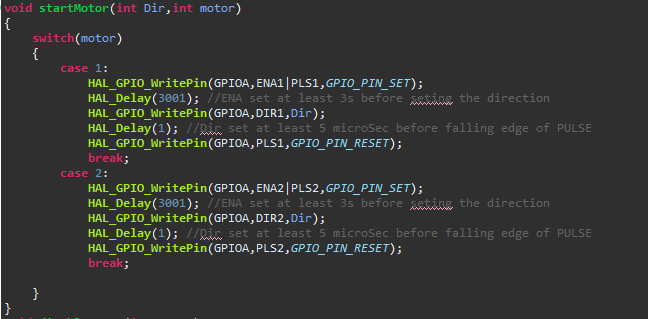 void startMotor(int Dir,int motor)
{
    switch(motor)
    {
        case 1:
            HAL_GPIO_WritePin(GPIOA,ENA1|PLS1,GPIO_PIN_SET);
            HAL_Delay(3001); //ENA set at least 3s before seting the direction
            HAL_GPIO_WritePin(GPIOA,DIR1,Dir);
            HAL_Delay(1); //Dir set at least 5 microSec before falling edge of PULSE
            HAL_GPIO_WritePin(GPIOA,PLS1,GPIO_PIN_RESET);
            break;
        case 2:
            HAL_GPIO_WritePin(GPIOA,ENA2|PLS2,GPIO_PIN_SET);
            HAL_Delay(3001); //ENA set at least 3s before seting the direction
            HAL_GPIO_WritePin(GPIOA,DIR2,Dir);
            HAL_Delay(1); //Dir set at least 5 microSec before falling edge of PULSE
            HAL_GPIO_WritePin(GPIOA,PLS2,GPIO_PIN_RESET);
            break;
    }
}